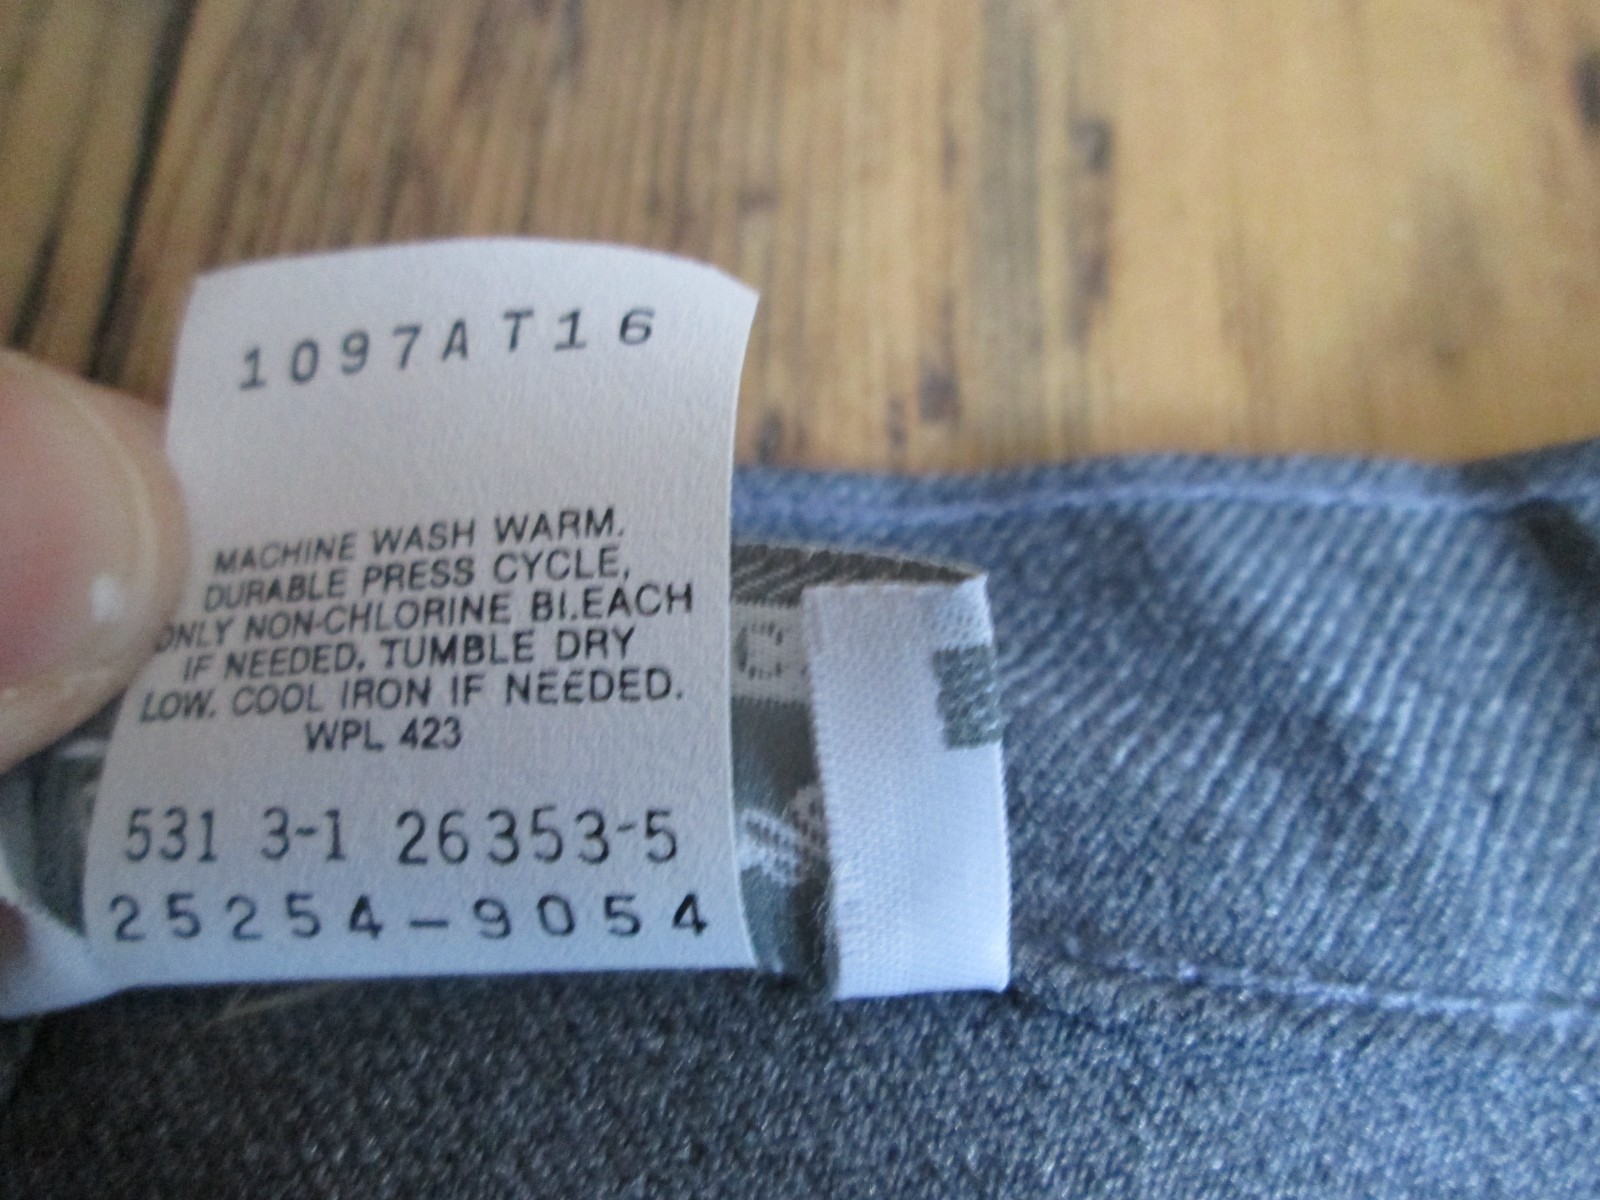 1097AT16
MACHINE WASH WARM.
DURABLE PRESS CYCLE,
ONLY NON-CHLORINE BLEACH
IF NEEDED. TUMBLE DRY
LOW. COOL IRON IF NEEDED.
WPL 423
531 3-1 26353-5
25254-9054